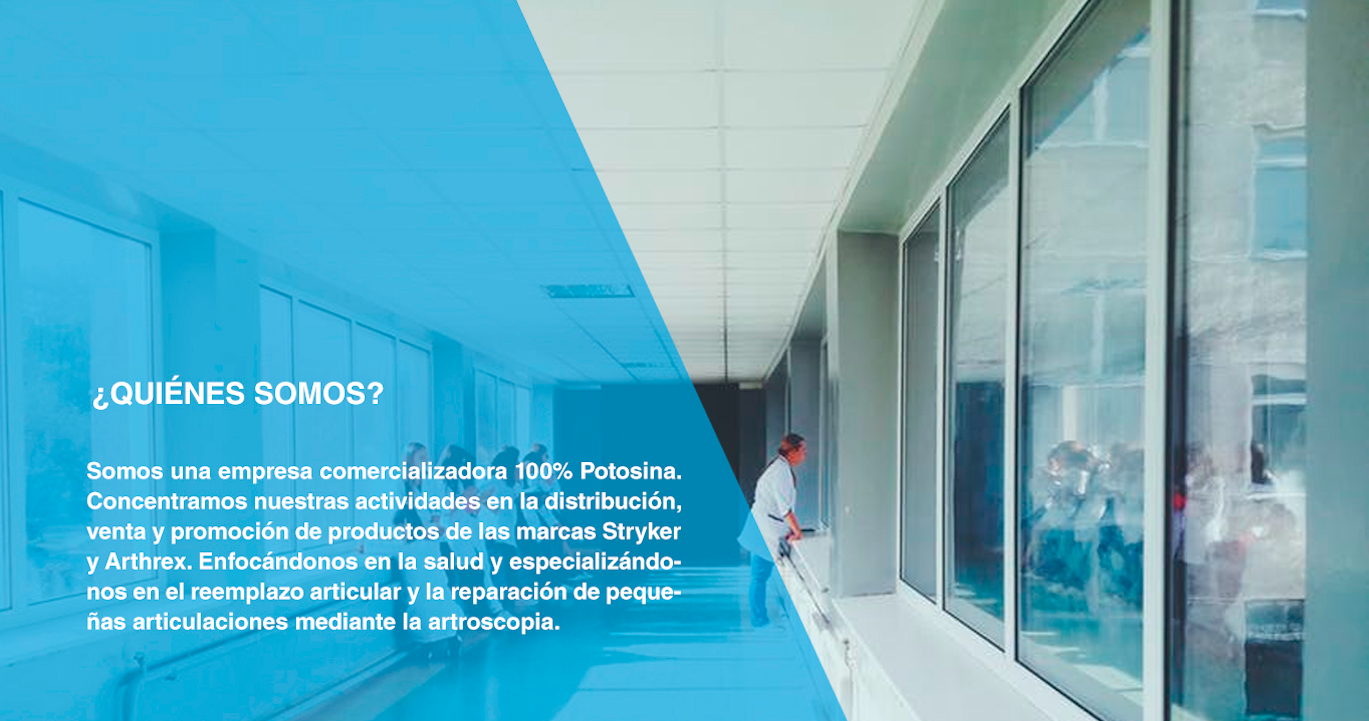 ¿QUIÉNES SOMOS?
Somos una empresa comercializadora 100% Potosina.
Concentramos nuestras actividades en la distribución,
venta y promoción de productos de las marcas Stryker
y Arthrex. Enfocándonos en la salud y especializándo-
nos en el reemplazo articular y la reparación de peque-
ñas articulaciones mediante la artroscopia.